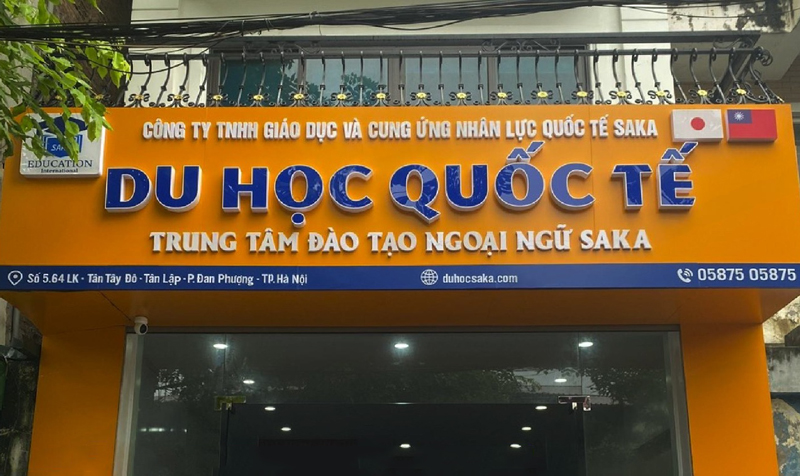 CÔNG TY TNHH GIÁO DỤC VÀ CUNG ỨNG NHÂN LỰC QUỐC TẾ SAKA
SAKA
EDUCATION
International
DU HỌC QUỐC TẾ
TRUNG TÂM ĐÀO TẠO NGOẠI NGỮ SAKA
Số 5.64 LK - Tân Tây Đô - Tân Lập - P. Đan Phượng - TP. Hà Nội
duhocsaka.com
05875 05875